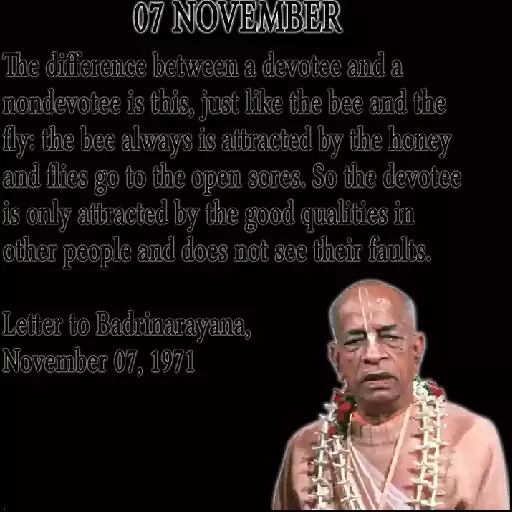 07 NOVEMBER
The difference between a devotee and a
nondevotee is this, just like the bee and the
fly: the bee always is attracted by the honey
and flies go to the open sores. So the devotee
is only attracted by the good qualities in
other people and does not see their faults.
Letter to Badrinarayana,
November 07, 1971